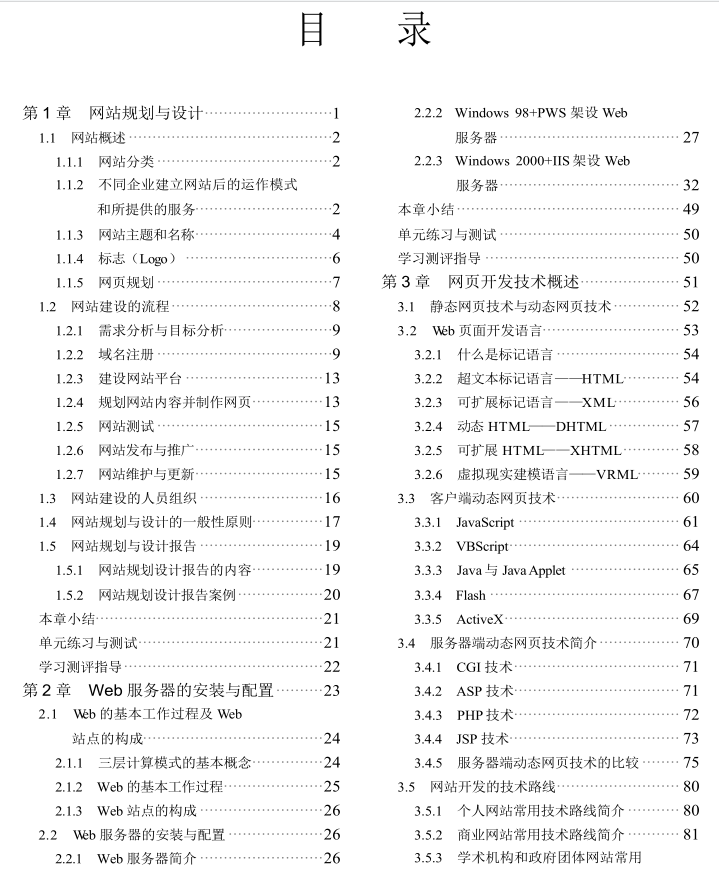 目 录
第 1 章 网站规划与设计 1
1.1 网站概述 2
1.1.1 网站分类 2
1.1.2 不同企业建立网站后的运作模式
和所提供的服务 2
1.1.3 网站主题和名称 4
1.1.4 标志（Logo） 6
1.1.5 网页规划 7
1.2 网站建设的流程 8
1.2.1 需求分析与目标分析 9
1.2.2 域名注册 9
1.2.3 建设网站平台 13
1.2.4 规划网站内容并制作网页 13
1.2.5 网站测试 15
1.2.6 网站发布与推广 15
1.2.7 网站维护与更新 15
1.3 网站建设的人员组织 16
1.4 网站规划与设计的一般性原则 17
1.5 网站规划与设计报告 19
1.5.1 网站规划设计报告的内容 19
1.5.2 网站规划设计报告案例 20
本章小结 21
单元练习与测试 21
学习测评指导 22
第 2 章 Web 服务器的安装与配置 23
2.1 Web 的基本工作过程及 Web
站点的构成 24
2.1.1 三层计算模式的基本概念 24
2.1.2 Web 的基本工作过程 25
2.1.3 Web 站点的构成 26
2.2 Web 服务器的安装与配置 26
2.2.1 Web 服务器简介 26
2.2.2 Windows 98+PWS 架设 Web
服务器 27
2.2.3 Windows 2000+IIS 架设 Web
服务器 32
本章小结 49
单元练习与测试 50
学习测评指导 50
第 3 章 网页开发技术概述 51
3.1 静态网页技术与动态网页技术 52
3.2 Web 页面开发语言 53
3.2.1 什么是标记语言 54
3.2.2 超文本标记语言——HTML 54
3.2.3 可扩展标记语言——XML 56
3.2.4 动态 HTML——DHTML 57
3.2.5 可扩展 HTML——XHTML 58
3.2.6 虚拟现实建模语言——VRML 59
3.3 客户端动态网页技术 60
3.3.1 JavaScript 61
3.3.2 VBScript 64
3.3.3 Java 与 Java Applet 65
3.3.4 Flash 67
3.3.5 ActiveX 69
3.4 服务器端动态网页技术简介 70
3.4.1 CGI 技术 71
3.4.2 ASP 技术 71
3.4.3 PHP 技术 72
3.4.4 JSP 技术 73
3.4.5 服务器端动态网页技术的比较 75
3.5 网站开发的技术路线 80
3.5.1 个人网站常用技术路线简介 80
3.5.2 商业网站常用技术路线简介 81
3.5.3 学术机构和政府团体网站常用